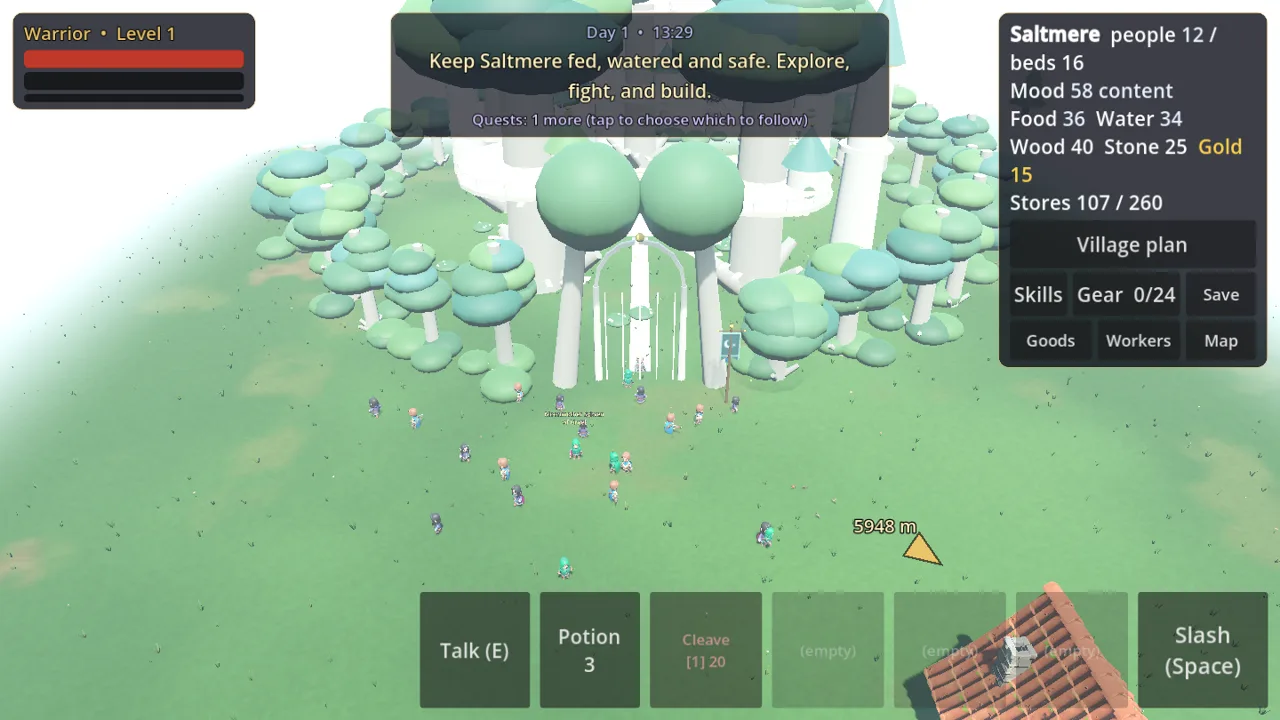 Warrior • Level 1
Day 1 • 13:29
Keep Saltmere fed, watered and safe. Explore,
fight, and build.
Quests: 1 more (tap to choose which to follow)
Saltmere people 12 /
beds 16
Mood 58 content
Food 36 Water 34
Wood 40 Stone 25 Gold
15
Stores 107 / 260
Village plan
Skills
Gear 0/24
Save
Goods
Workers
Map
5948 m
Talk (E)
Potion
3
Cleave
[1] 20
(empty)
(empty)
(empty)
Slash
(Space)